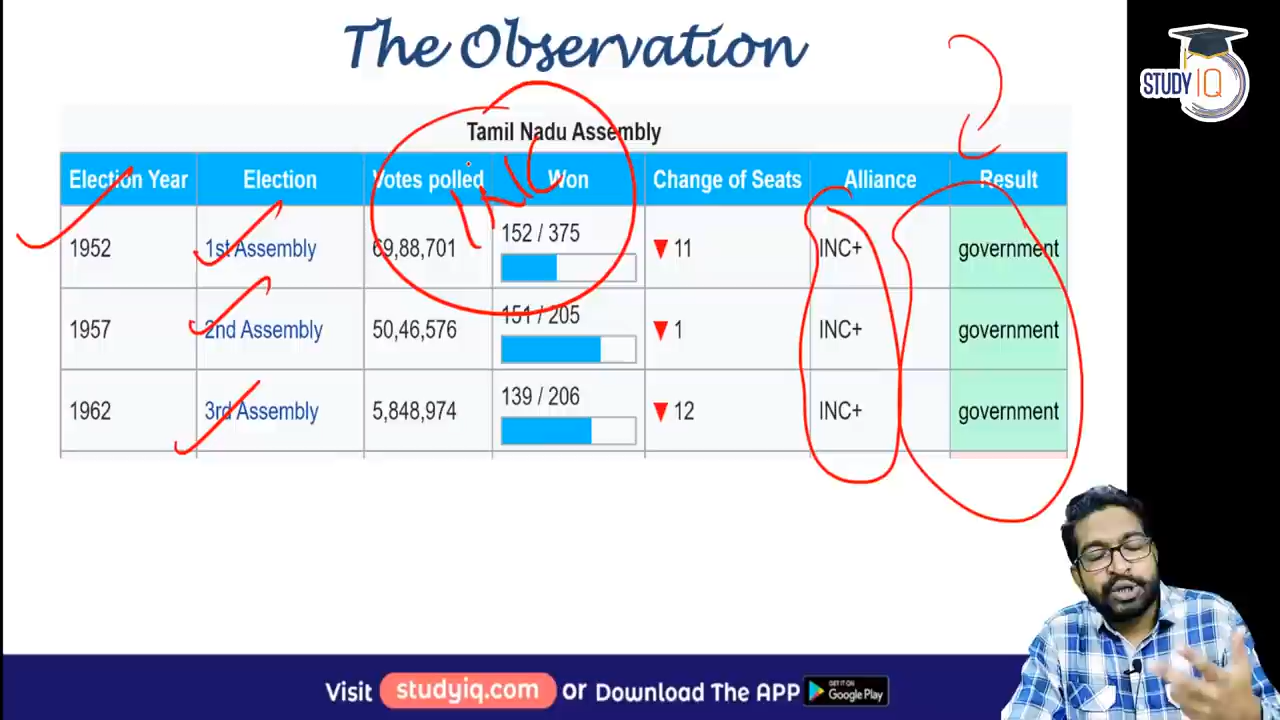 The Observation
STUDY IQ
Tamil Nadu Assembly
INC
Election Year Election Votes polled Won Change of Seats Alliance Result
1952 1st Assembly 69,88,701 152 / 375 ▼ 11 INC+ government
1957 2nd Assembly 50,46,576 151 / 205 ▼ 1 INC+ government
1962 3rd Assembly 5,848,974 139 / 206 ▼ 12 INC+ government
Visit studyiq.com or Download The APP GET IT ON Google Play